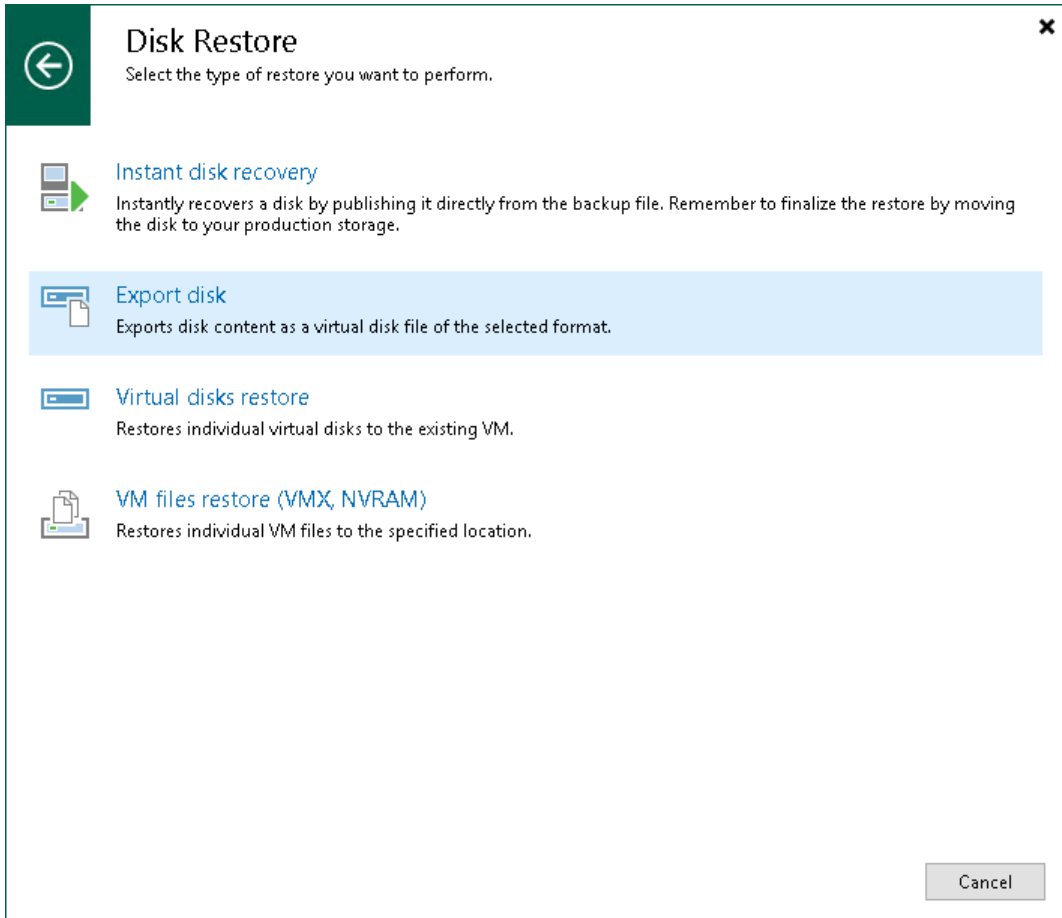 Disk Restore
Select the type of restore you want to perform.
Instant disk recovery
Instantly recovers a disk by publishing it directly from the backup file. Remember to finalize the restore by moving
the disk to your production storage.
Export disk
Exports disk content as a virtual disk file of the selected format.
Virtual disks restore
Restores individual virtual disks to the existing VM.
VM files restore (VMX, NVRAM)
Restores individual VM files to the specified location.
Cancel